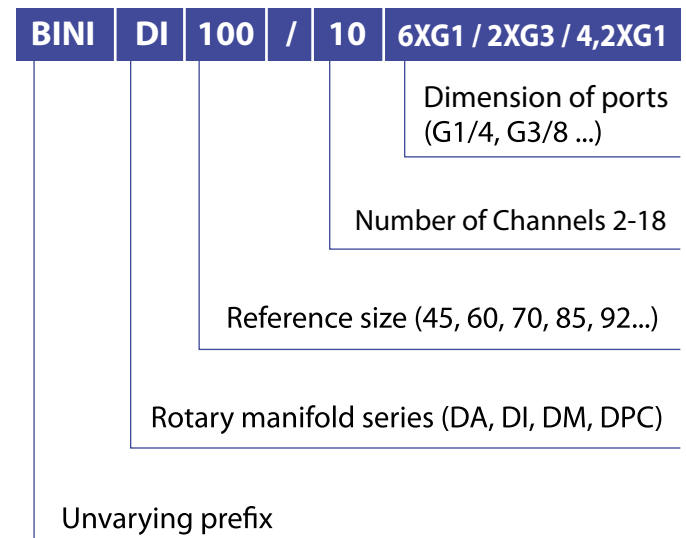 BINI DI 100 / 10 6XG1 / 2XG3 / 4,2XG1
Dimension of ports
(G1/4, G3/8 ...)
Number of Channels 2-18
Reference size (45, 60, 70, 85, 92...)
Rotary manifold series (DA, DI, DM, DPC)
Unvarying prefix